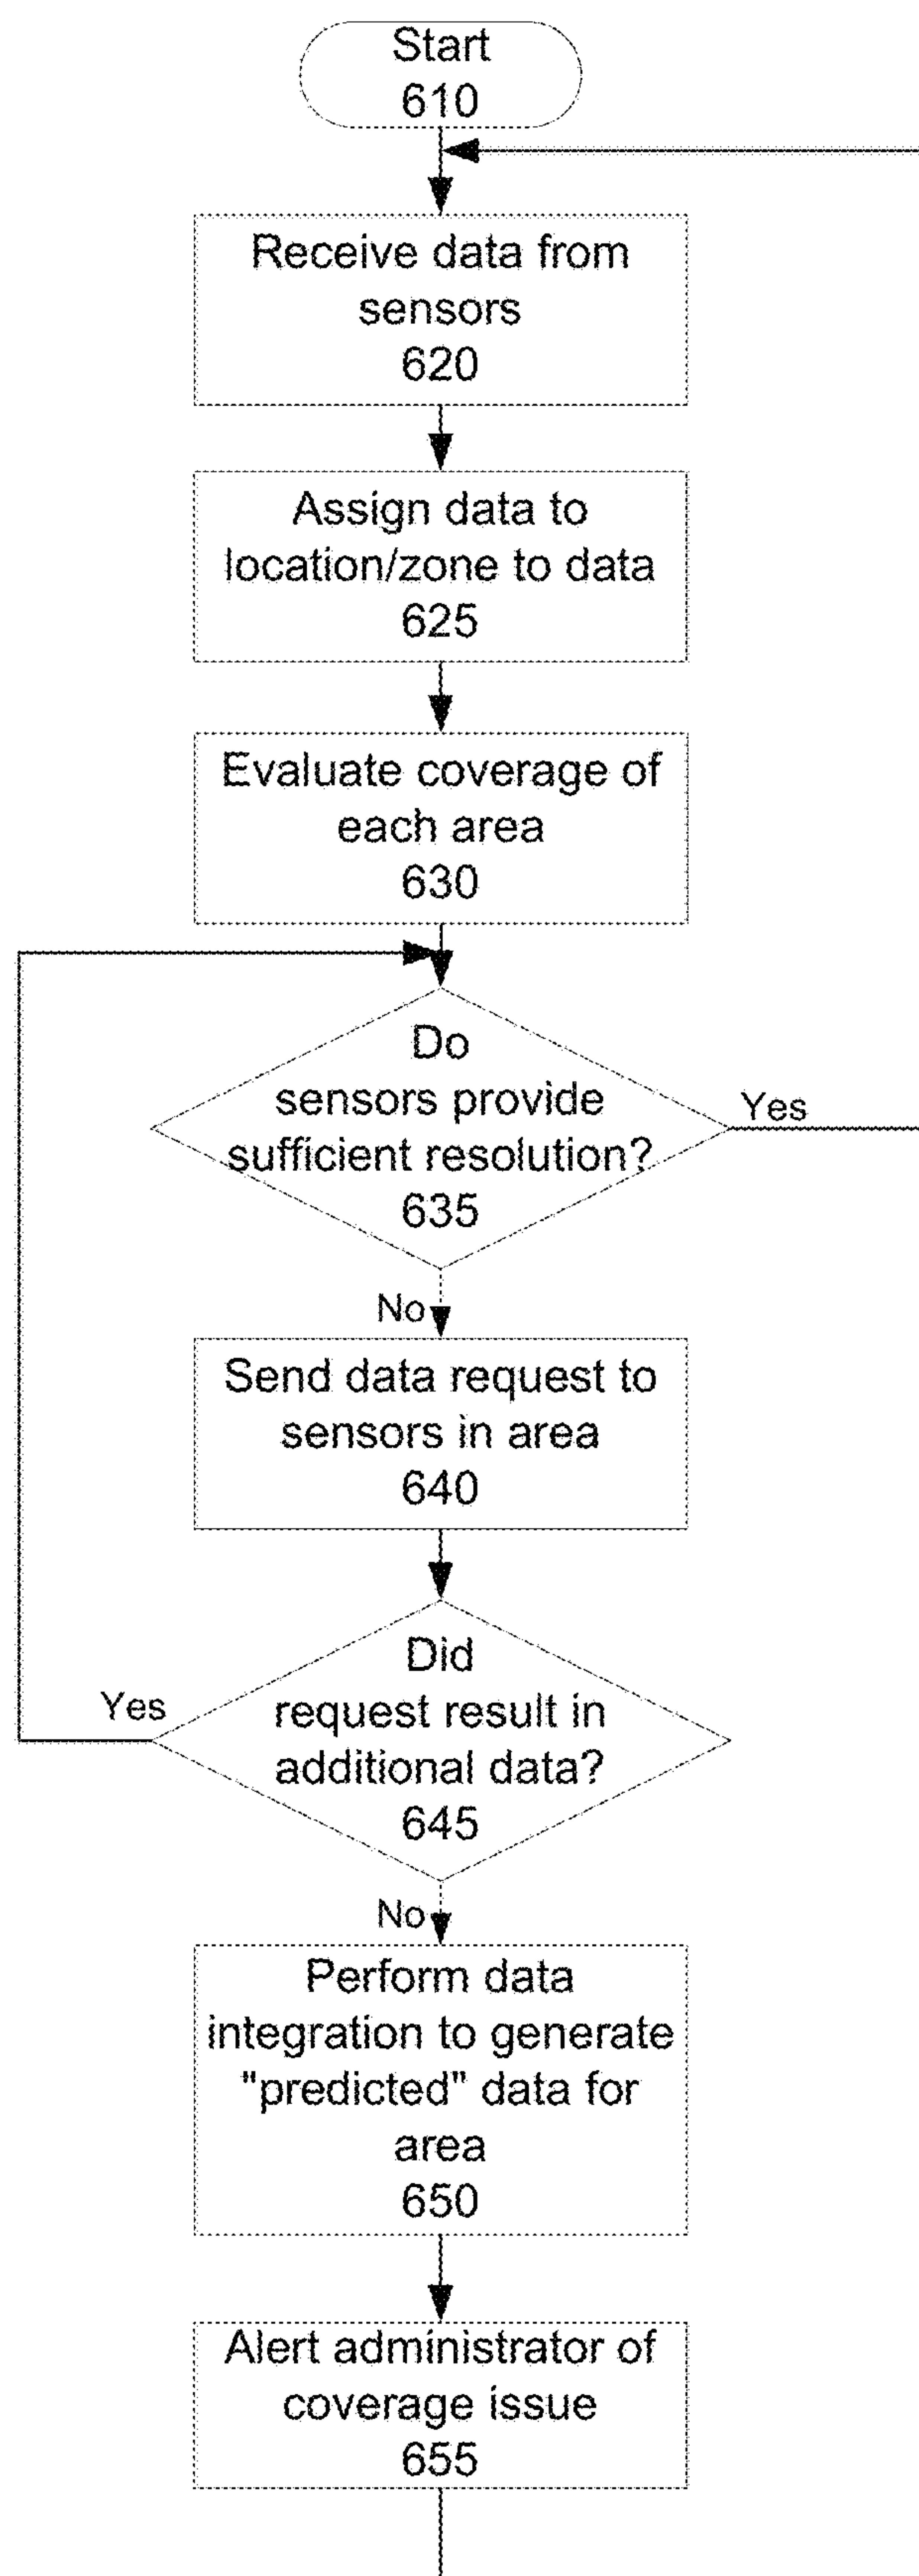 Start
610
Receive data from
sensors
620
Assign data to
location/zone to data
625
Evaluate coverage of
each area
630
Do
sensors provide
sufficient resolution?
635
Yes
No
Send data request to
sensors in area
640
Did
request result in
additional data?
645
Yes
No
Perform data
integration to generate
"predicted" data for
area
650
Alert administrator of
coverage issue
655